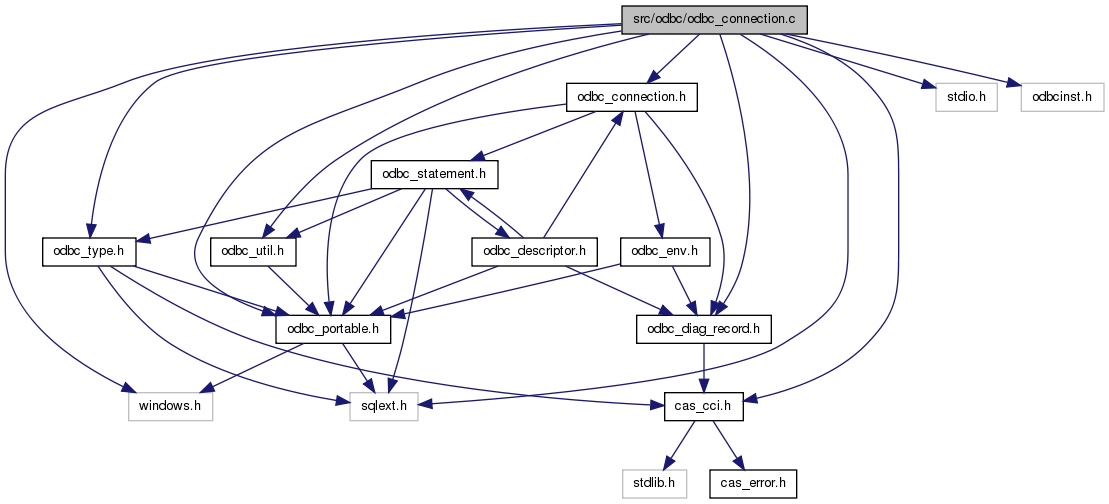 src/odbc/odbc_connection.c
odbc_connection.h
stdio.h
odbcinst.h
odbc_statement.h
odbc_type.h
odbc_util.h
odbc_descriptor.h
odbc_env.h
odbc_portable.h
odbc_diag_record.h
windows.h
sqlext.h
cas_cci.h
stdlib.h
cas_error.h